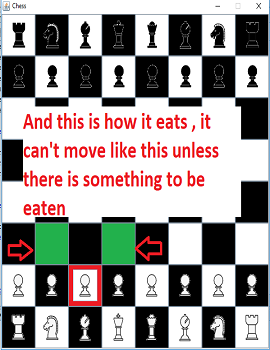 Chess
And this is how it eats , it
can't move like this unless
there is something to be
eaten